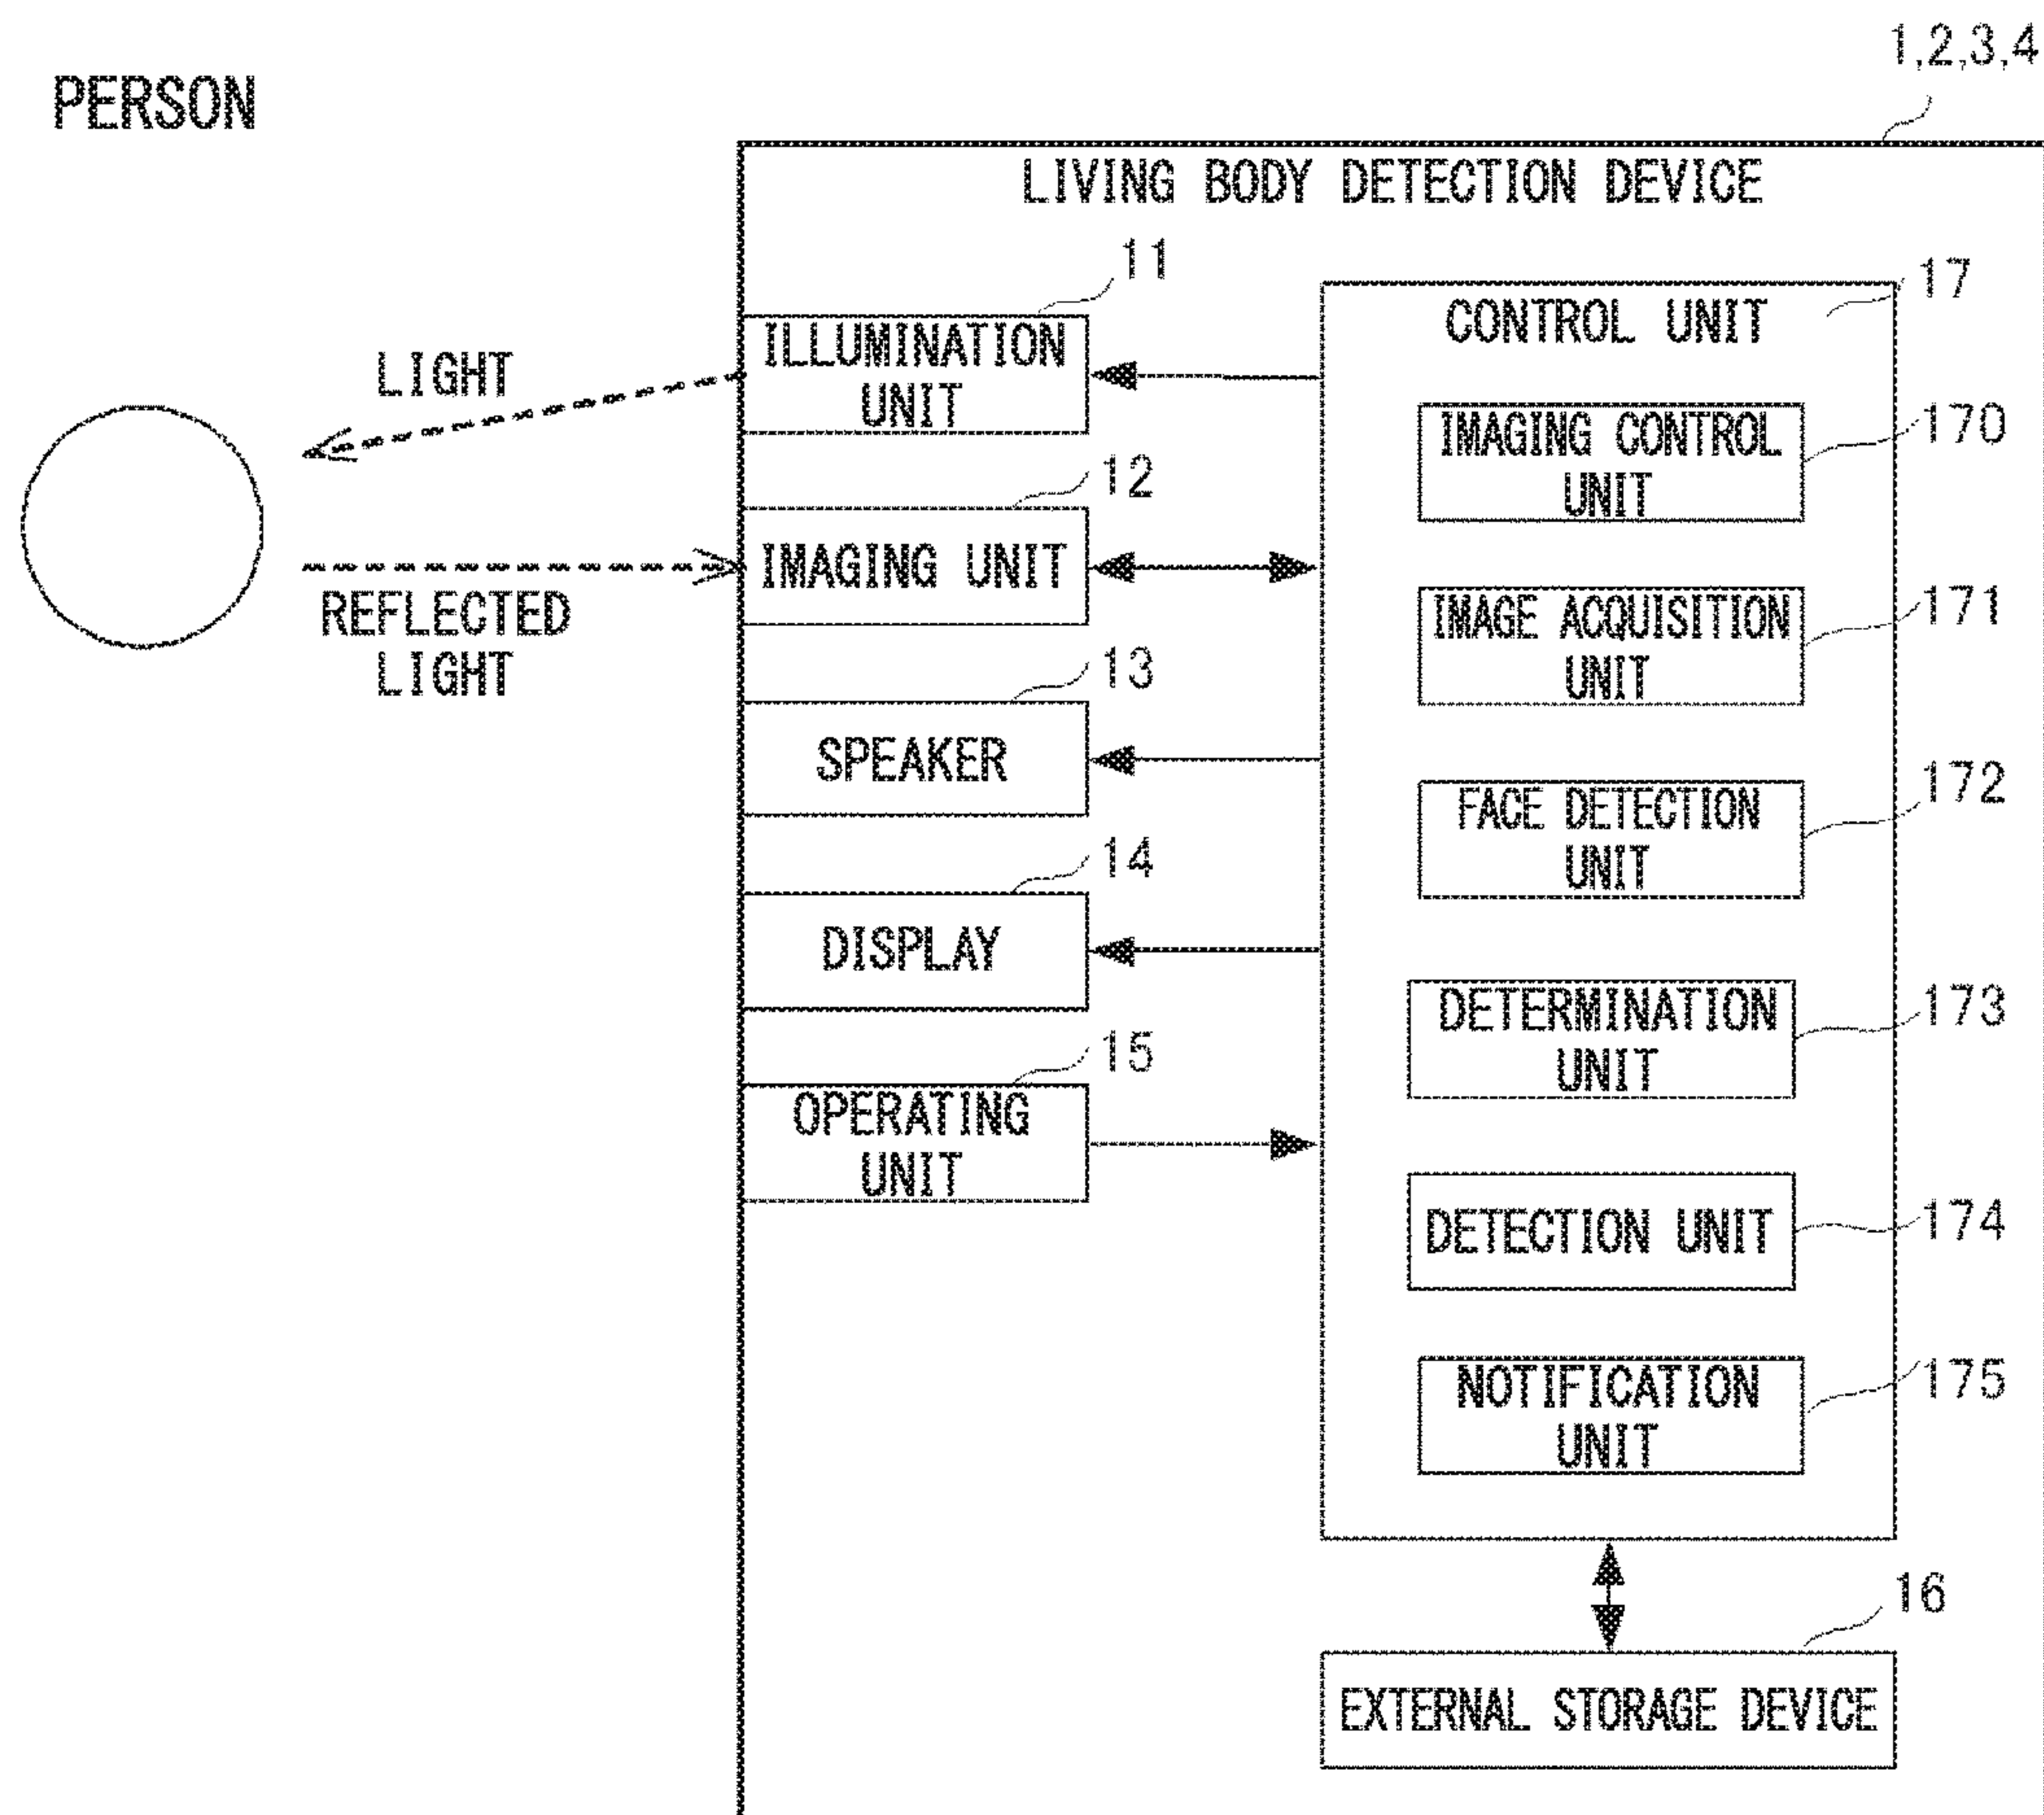 1,2,3,4
PERSON
LIVING BODY DETECTION DEVICE
11
17
ILLUMINATION
UNIT
CONTROL UNIT
LIGHT
IMAGING CONTROL
UNIT
170
12
IMAGING UNIT
REFLECTED
LIGHT
IMAGE ACQUISITION
UNIT
171
13
SPEAKER
FACE DETECTION
UNIT
172
14
DISPLAY
DETERMINATION
UNIT
173
15
OPERATING
UNIT
DETECTION UNIT
174
NOTIFICATION
UNIT
175
16
EXTERNAL STORAGE DEVICE